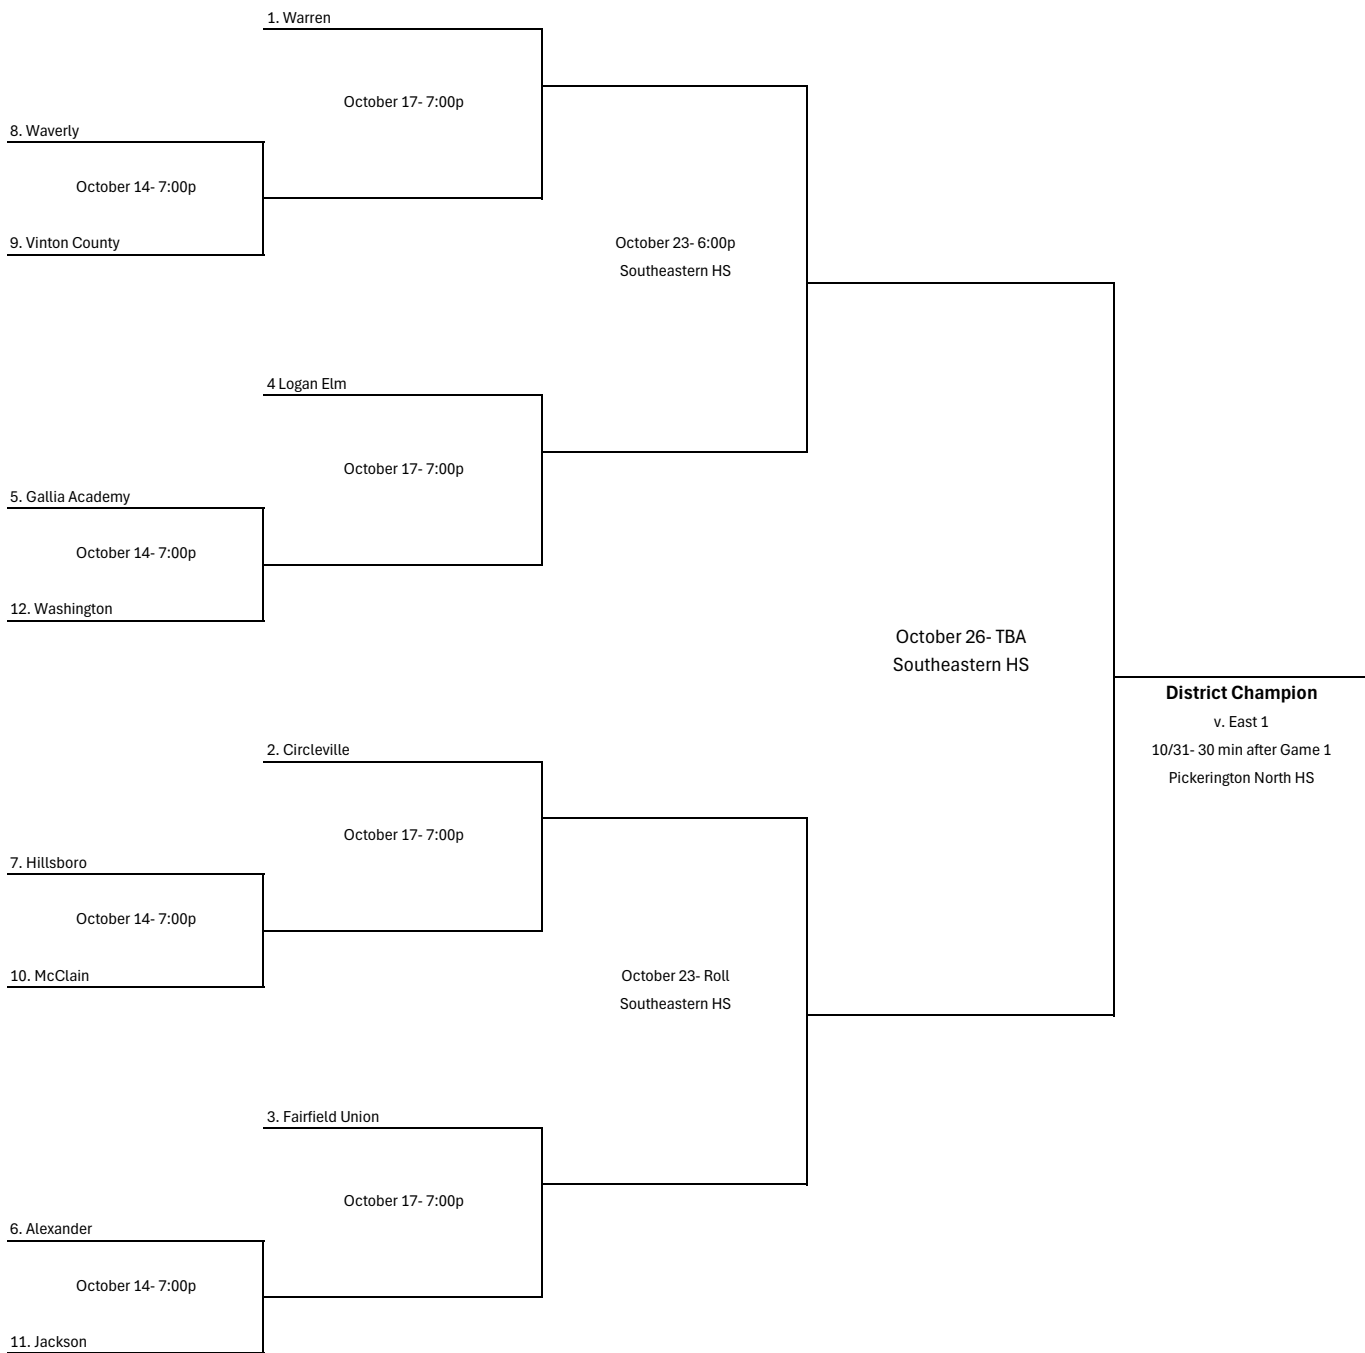 1. Warren
October 17- 7:00p
8. Waverly
October 14- 7:00p
9. Vinton County
October 23- 6:00p
Southeastern HS
4 Logan Elm
October 17- 7:00p
5. Gallia Academy
October 14- 7:00p
12. Washington
October 26- TBA
Southeastern HS
District Champion
v. East 1
10/31- 30 min after Game 1
Pickerington North HS
2. Circleville
October 17- 7:00p
7. Hillsboro
October 14- 7:00p
10. McClain
October 23- Roll
Southeastern HS
3. Fairfield Union
October 17- 7:00p
6. Alexander
October 14- 7:00p
11. Jackson